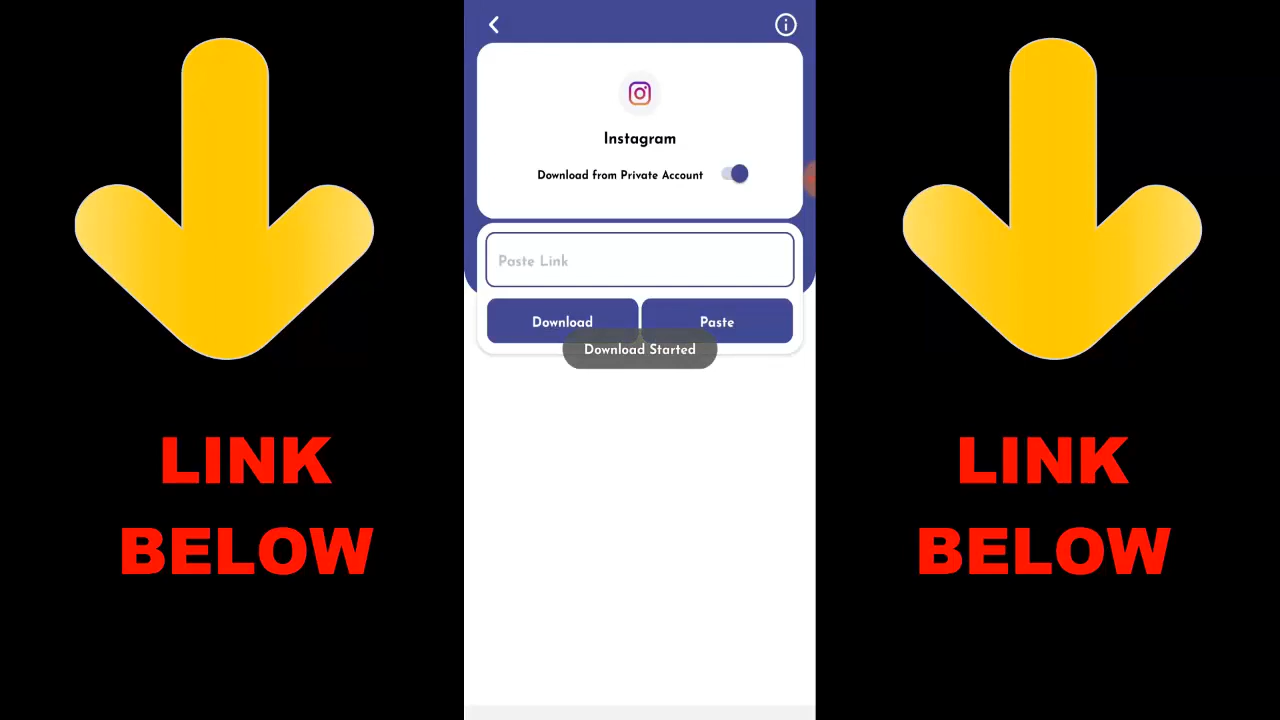 Instagram
Download from Private Account
Paste Link
Download
Paste
Download Started
LINK
BELOW
LINK
BELOW